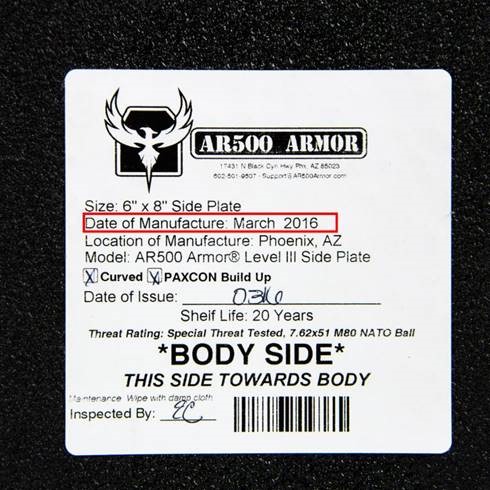 AR500 ARMOR
17431 N Black Cyn Hwy Phx, AZ 85023
602-501-9607 - Support@AR500Armor.com
Size: 6" x 8" Side Plate
Date of Manufacture: March 2016
Location of Manufacture: Phoenix, AZ
Model: AR500 Armor® Level III Side Plate
X Curved X PAXCON Build Up
Date of Issue: 0316
Shelf Life: 20 Years
Threat Rating: Special Threat Tested, 7.62x51 M80 NATO Ball
*BODY SIDE*
THIS SIDE TOWARDS BODY
Maintenance: Wipe with damp cloth
Inspected By: